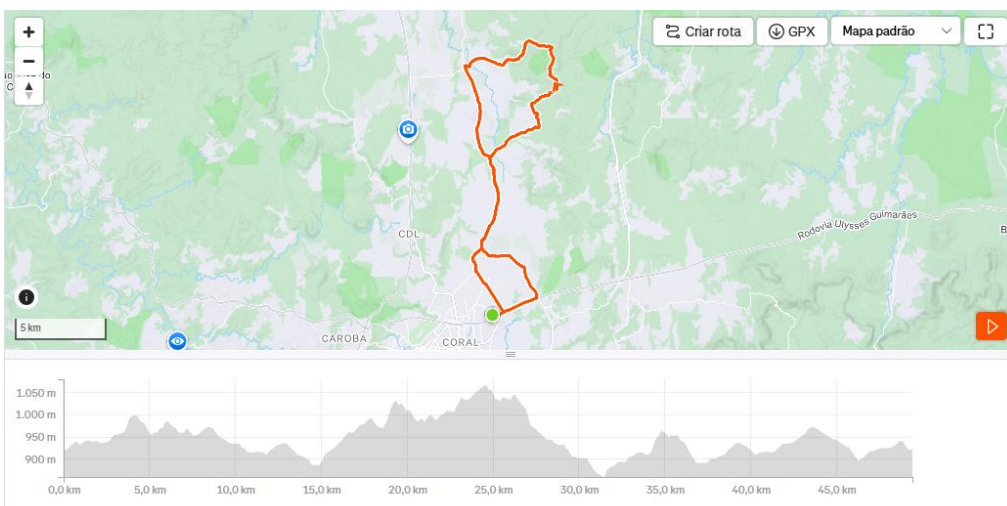 +
Criar rota
GPX
Mapa padrão
−
do
C
CDL
Rodovia Ulysses Guimarães
B
i
5 km
CAROBA
CORAL
1.050 m
1.000 m
950 m
900 m
0,0 km
5,0 km
10,0 km
15,0 km
20,0 km
25,0 km
30,0 km
35,0 km
40,0 km
45,0 km